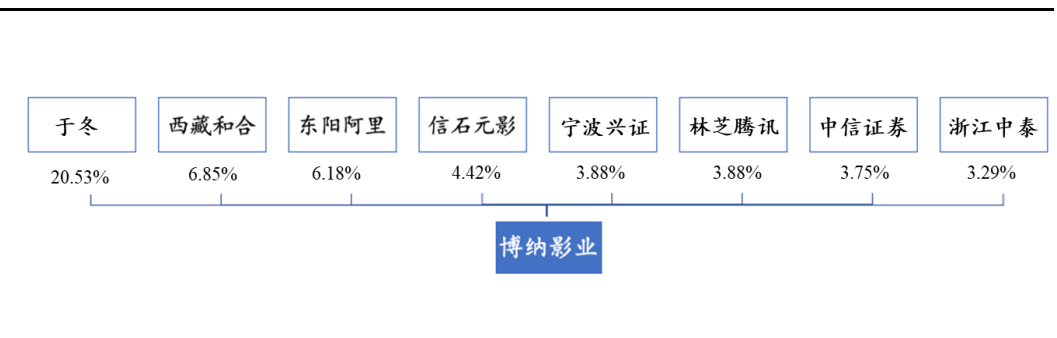 于冬 西藏和合 东阳阿里 信石元影 宁波兴证 林芝腾讯 中信证券 浙江中泰
20.53% 6.85% 6.18% 4.42% 3.88% 3.88% 3.75% 3.29%
博纳影业